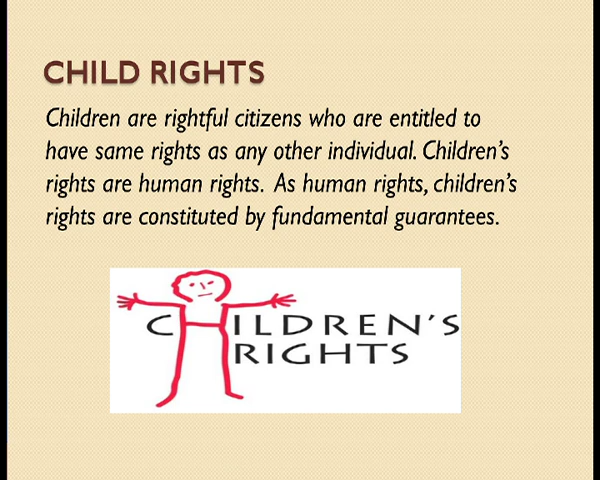 CHILD RIGHTS
Children are rightful citizens who are entitled to
have same rights as any other individual. Children's
rights are human rights. As human rights, children's
rights are constituted by fundamental guarantees.
CHILDREN'S
RIGHTS